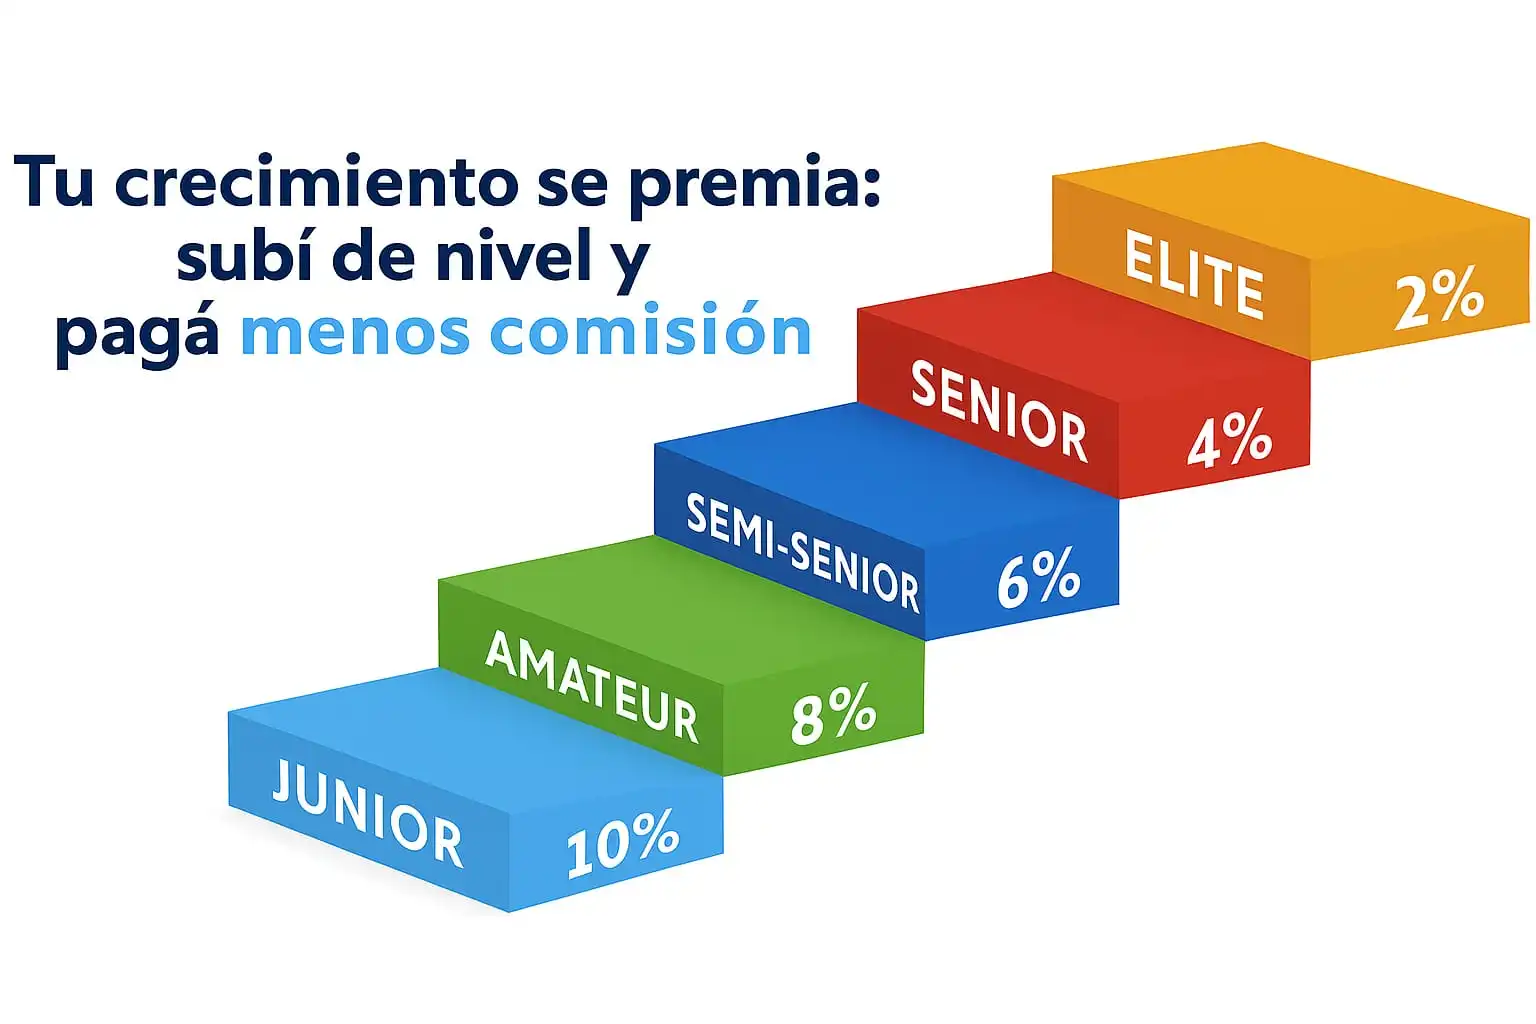 Tu crecimiento se premia:
subí de nivel y
pagá menos comisión
ELITE 2%
SENIOR 4%
SEMI-SENIOR 6%
AMATEUR 8%
JUNIOR 10%